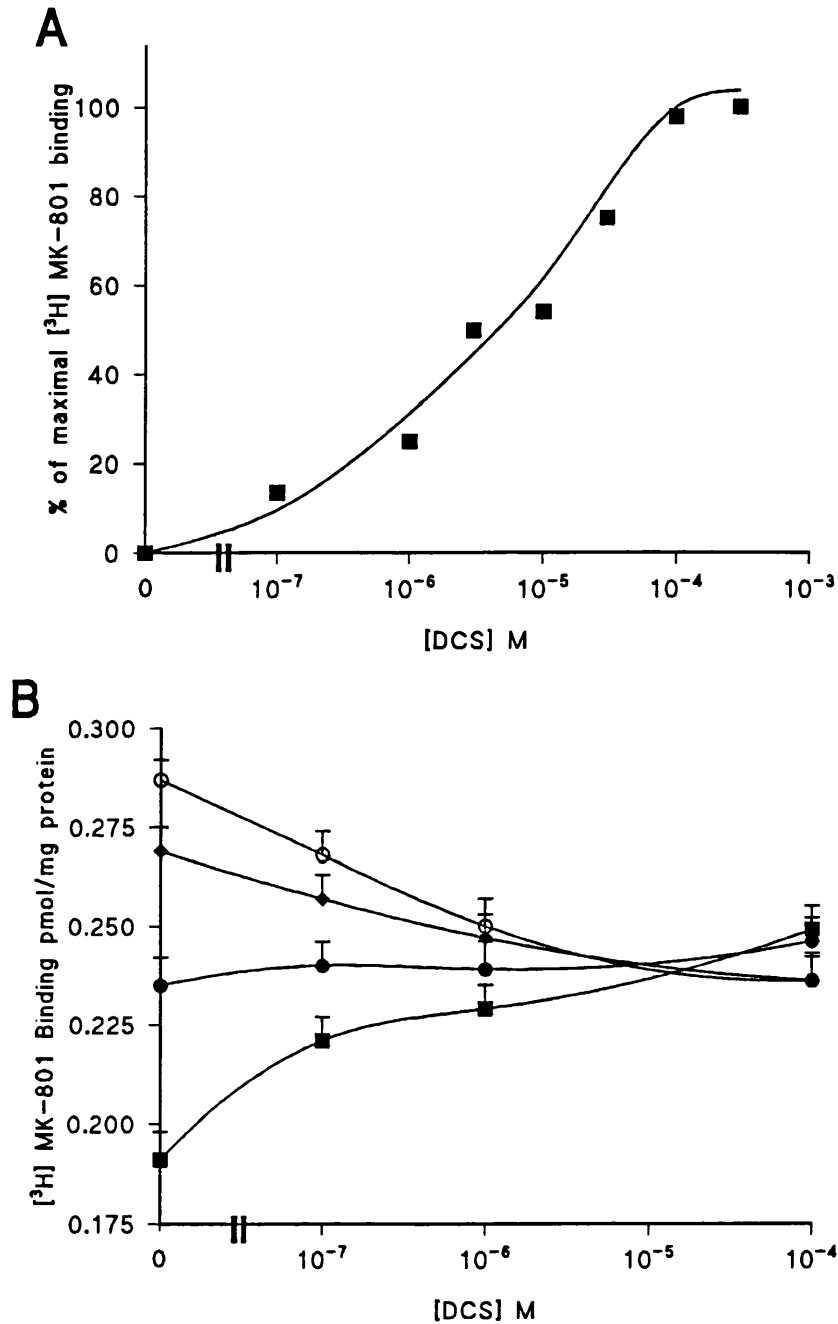 A
% of maximal [³H] MK-801 binding
100
80
60
40
20
0
0 10⁻⁷ 10⁻⁶ 10⁻⁵ 10⁻⁴ 10⁻³
[DCS] M
B
[³H] MK-801 Binding pmol/mg protein
0.300
0.275
0.250
0.225
0.200
0.175
0 10⁻⁷ 10⁻⁶ 10⁻⁵ 10⁻⁴
[DCS] M